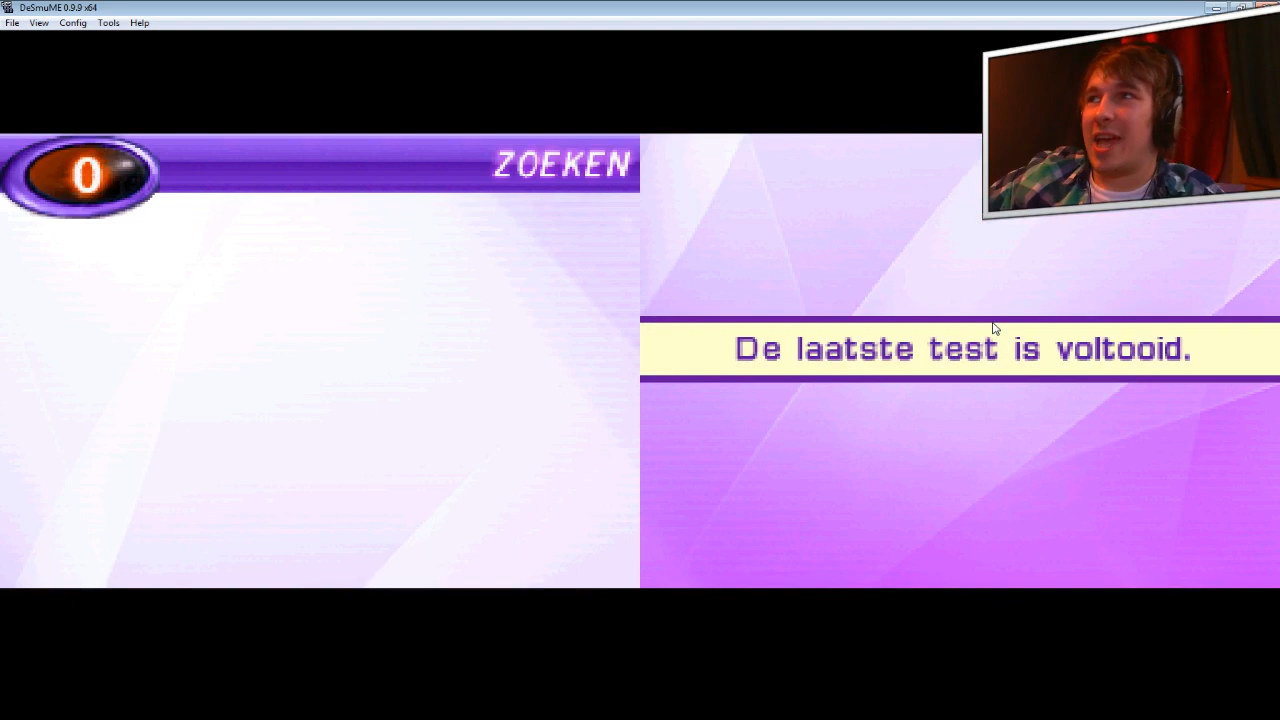 DeSmuME 0.9.9 x64
File View Config Tools Help
0
ZOEKEN
De laatste test is voltooid.